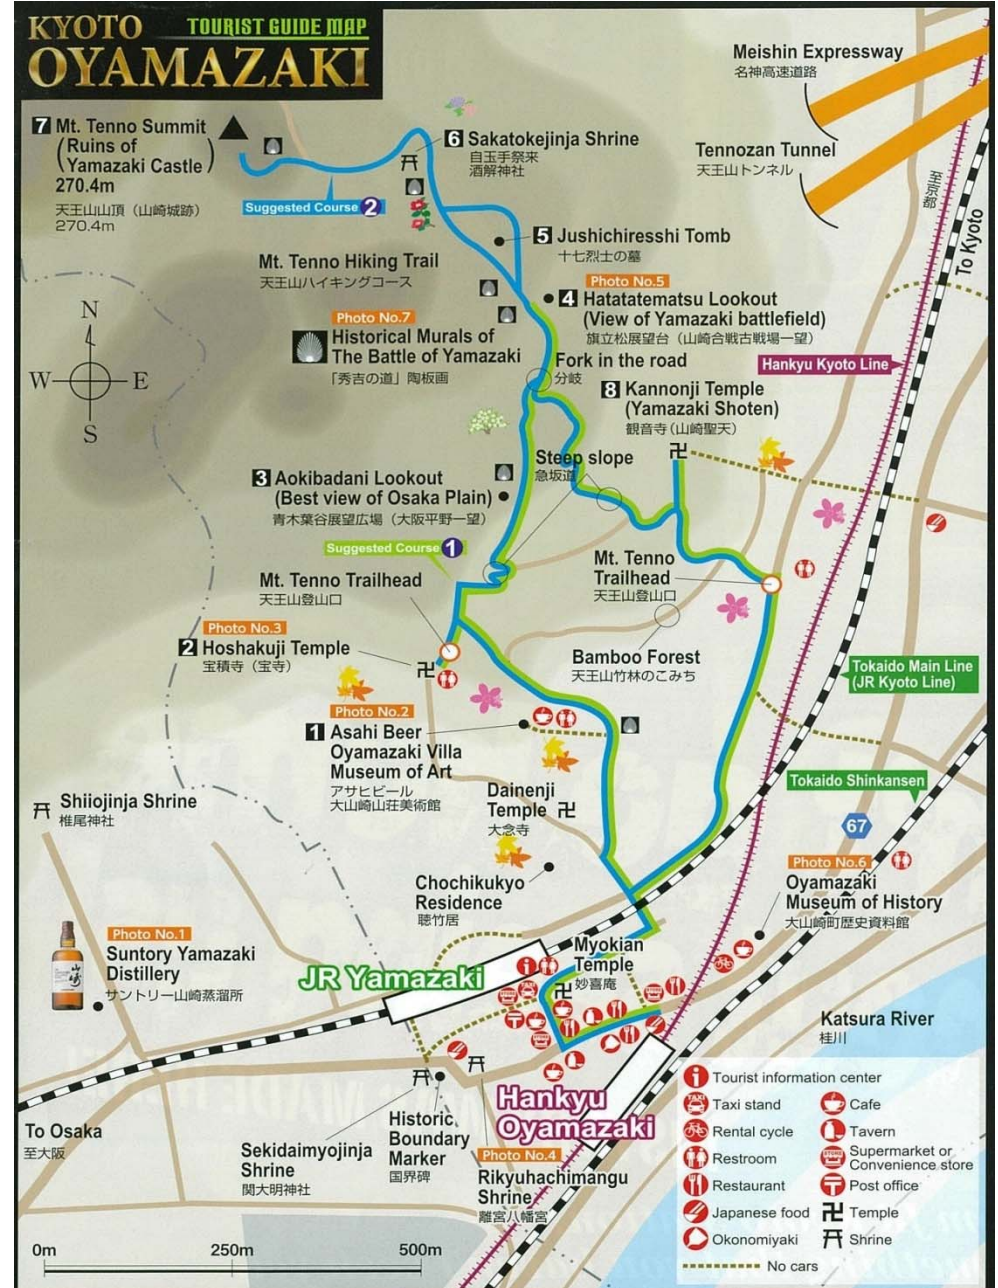 KYOTO
TOURIST GUIDE MAP
OYAMAZAKI
Meishin Expressway
名神高速道路
Tennozan Tunnel
天王山トンネル
至京都
To Kyoto
7 Mt. Tenno Summit
(Ruins of
Yamazaki Castle)
270.4m
天王山山頂（山崎城跡）
270.4m
6 Sakatokejinja Shrine
自玉手祭来
酒解神社
Suggested Course 2
5 Jushichiresshi Tomb
十七烈士の墓
Mt. Tenno Hiking Trail
天王山ハイキングコース
Photo No.5
4 Hatatatematsu Lookout
(View of Yamazaki battlefield)
旗立松展望台（山崎合戦古戦場一望）
Photo No.7
Historical Murals of
The Battle of Yamazaki
「秀吉の道」陶板画
N
W
E
S
Fork in the road
分岐
Hankyu Kyoto Line
8 Kannonji Temple
(Yamazaki Shoten)
観音寺（山崎聖天）
Steep slope
急坂道
3 Aokibadani Lookout
(Best view of Osaka Plain)
青木葉谷展望広場（大阪平野一望）
Suggested Course 1
Mt. Tenno Trailhead
天王山登山口
Mt. Tenno
Trailhead
天王山登山口
Photo No.3
2 Hoshakuji Temple
宝積寺（宝寺）
Bamboo Forest
天王山竹林のこみち
Tokaido Main Line
(JR Kyoto Line)
Photo No.2
1 Asahi Beer
Oyamazaki Villa
Museum of Art
アサヒビール
大山崎山荘美術館
Tokaido Shinkansen
Dainenji
Temple
大念寺
Shiiojinja Shrine
椎尾神社
67
Photo No.6
Oyamazaki
Museum of History
大山崎町歴史資料館
Chochikukyo
Residence
聴竹居
Photo No.1
Suntory Yamazaki
Distillery
サントリー山崎蒸溜所
山崎
JR Yamazaki
Myokian
Temple
妙喜庵
Katsura River
桂川
Hankyu
Oyamazaki
To Osaka
至大阪
Sekidaimyojinja
Shrine
関大明神社
Historic
Boundary
Marker
国界碑
Photo No.4
Rikyuhachimangu
Shrine
離宮八幡宮
Tourist information center
TAXI Taxi stand
Cafe
Rental cycle
Tavern
Restroom
Supermarket or
Convenience store
Restaurant
Post office
Japanese food
Temple
Okonomiyaki
Shrine
No cars
0m
250m
500m